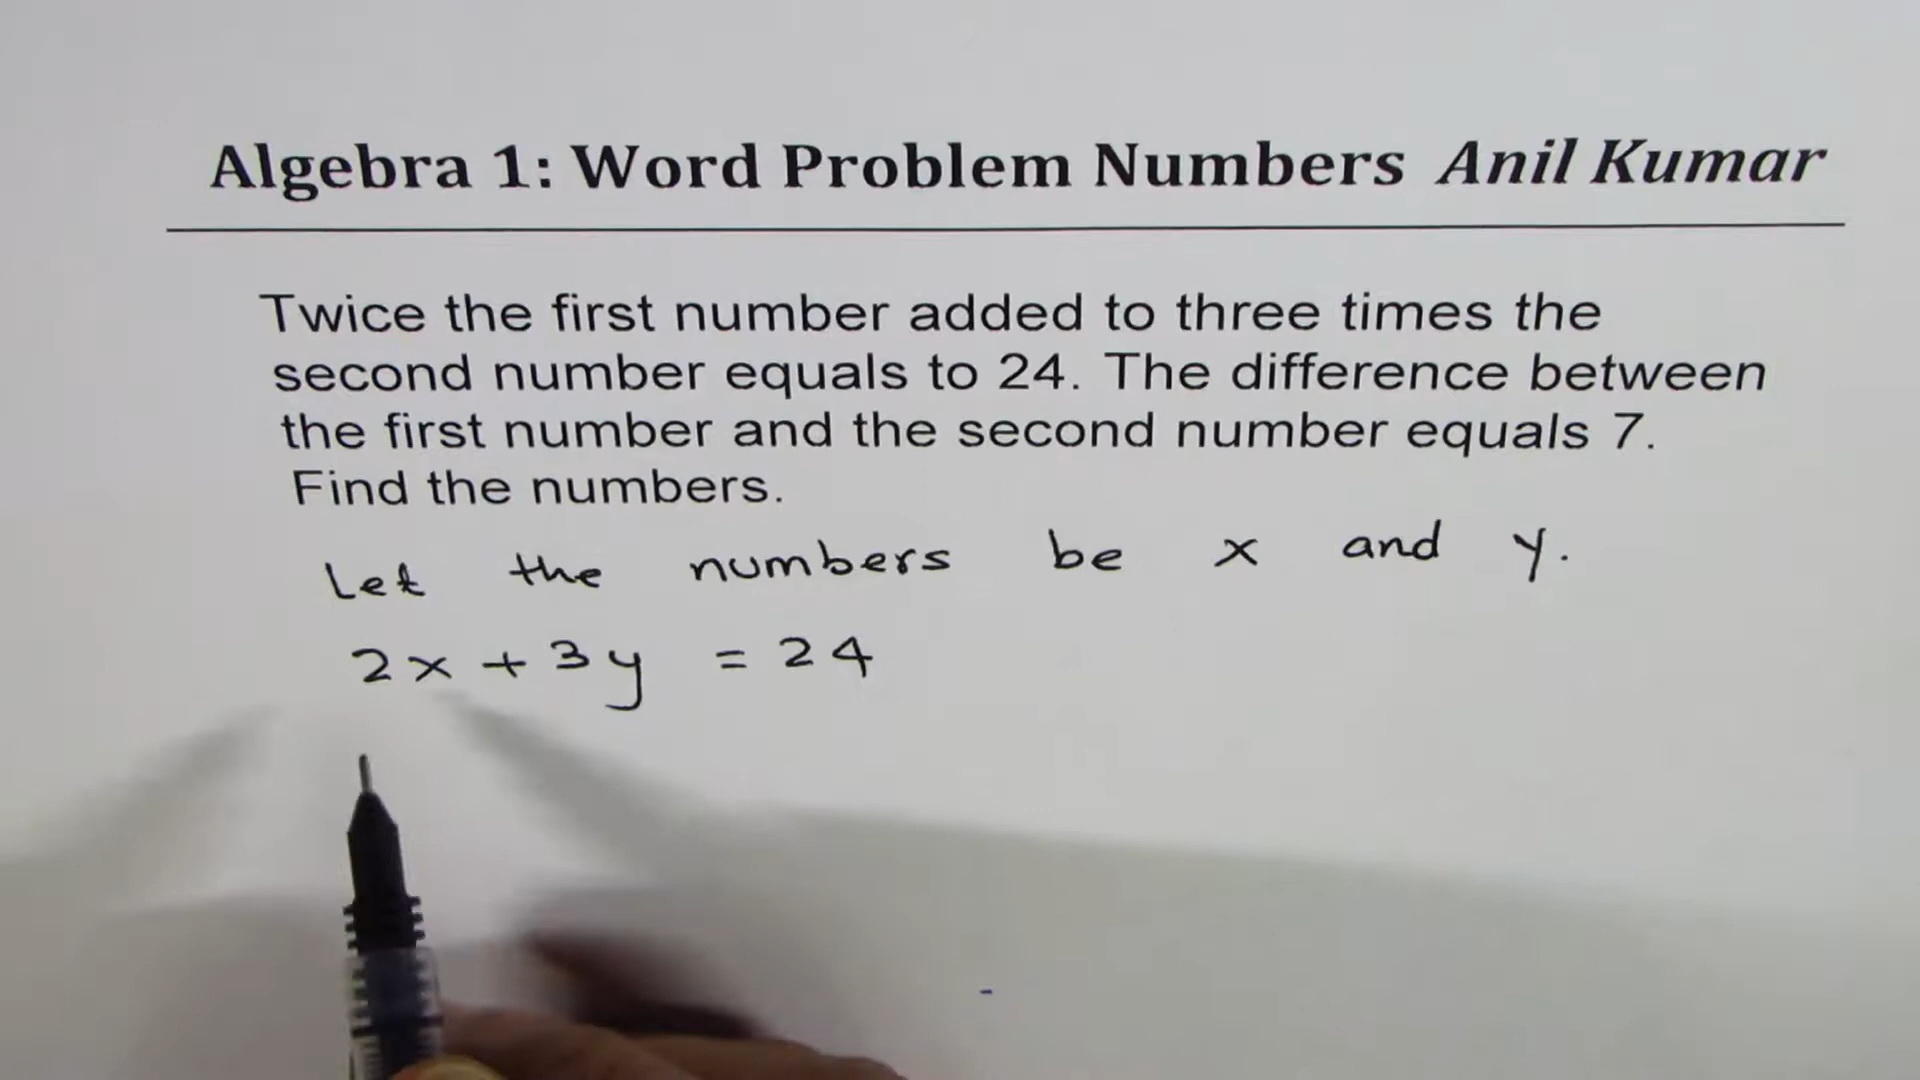 Algebra 1: Word Problem Numbers Anil Kumar
Twice the first number added to three times the
second number equals to 24. The difference between
the first number and the second number equals 7.
Find the numbers.
Let the numbers be x and y.
2x + 3y = 24